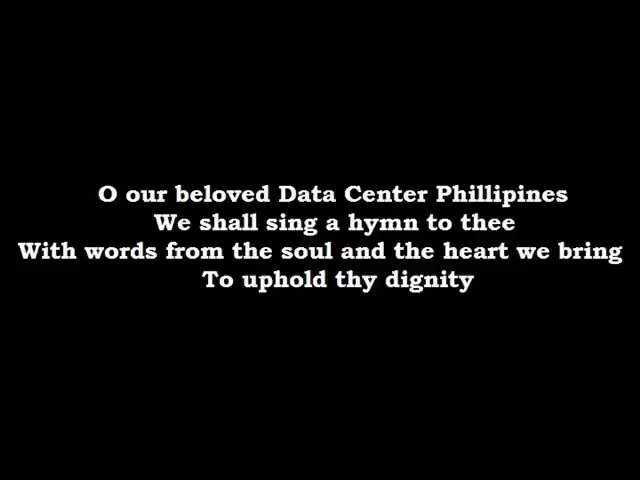 O our beloved Data Center Phillipines
We shall sing a hymn to thee
With words from the soul and the heart we bring
To uphold thy dignity